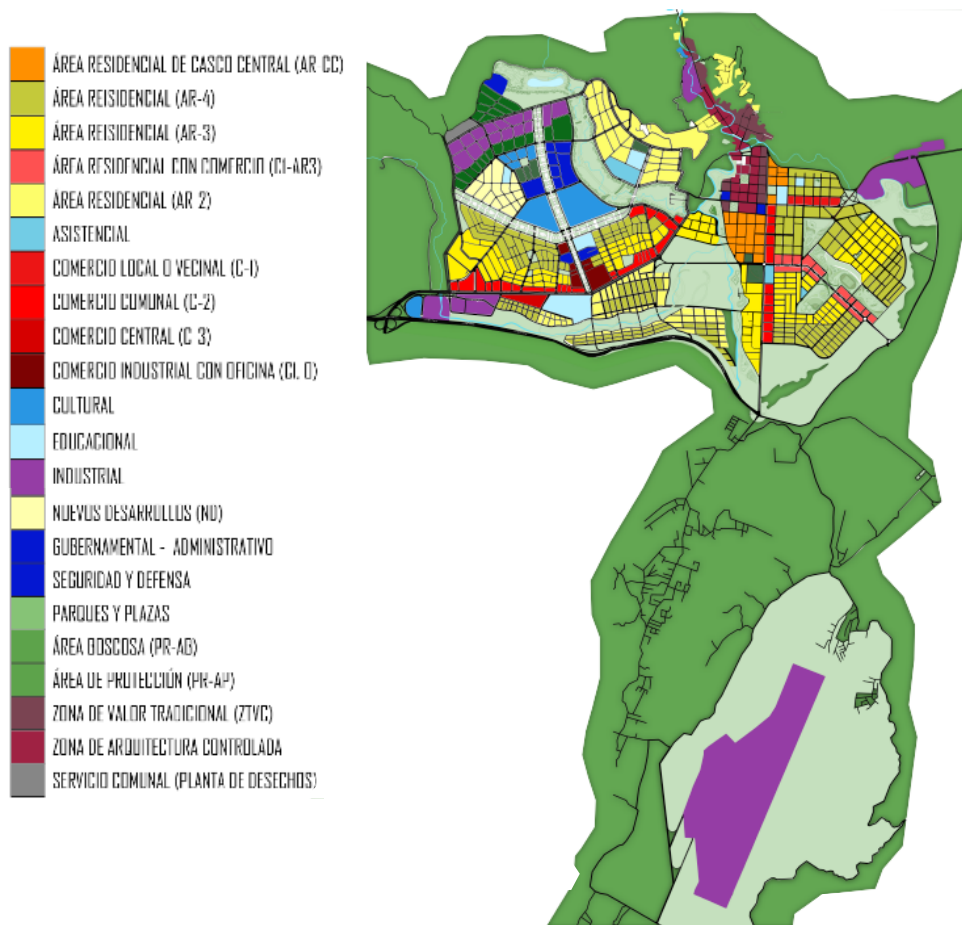 ÁREA RESIDENCIAL DE CASCO CENTRAL (AR CC)
ÁREA REISIDENCIAL (AR-4)
ÁREA REISIDENCIAL (AR-3)
ÁREA RESIDENCIAL CON COMERCIO (C1-AR3)
ÁREA RESIDENCIAL (AR 2)
ASISTENCIAL
COMERCIO LOCAL O VECINAL (C-1)
COMERCIO COMUNAL (C-2)
COMERCIO CENTRAL (C 3)
COMERCIO INDUSTRIAL CON OFICINA (CI. O)
CULTURAL
EDUCACIONAL
INDUSTRIAL
NUEVOS DESARROLLOS (ND)
GUBERNAMENTAL - ADMINISTRATIVO
SEGURIDAD Y DEFENSA
PARQUES Y PLAZAS
ÁREA BOSCOSA (PR-AB)
ÁREA DE PROTECCIÓN (PR-AP)
ZONA DE VALOR TRADICIONAL (ZTVC)
ZONA DE ARQUITECTURA CONTROLADA
SERVICIO COMUNAL (PLANTA DE DESECHOS)